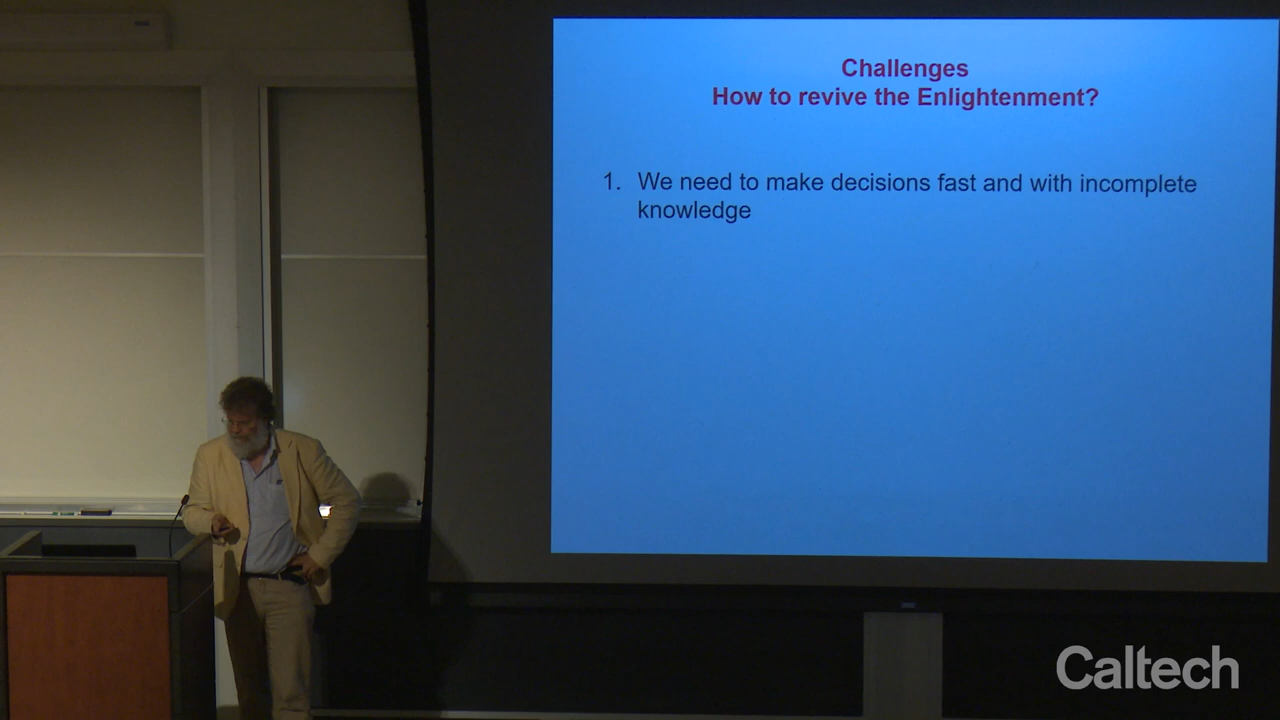 Challenges
How to revive the Enlightenment?
1. We need to make decisions fast and with incomplete
knowledge
Caltech